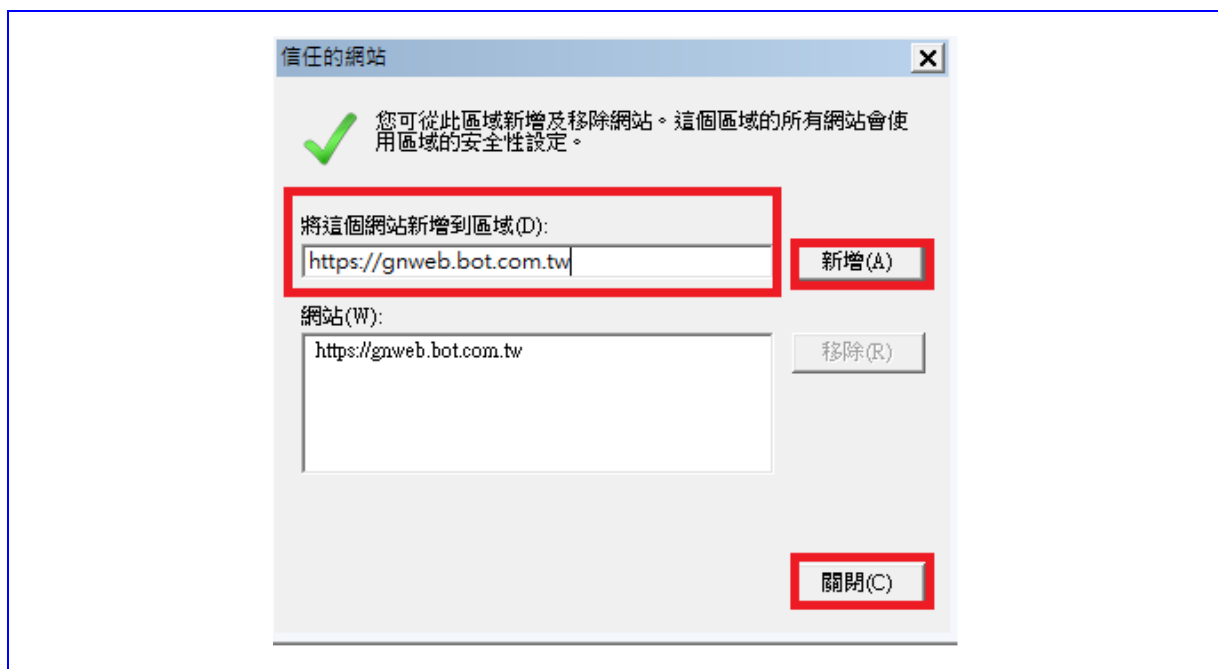 信任的網站
您可從此區域新增及移除網站。這個區域的所有網站會使
用區域的安全性設定。
將這個網站新增到區域(D):
https://gnweb.bot.com.tw
新增(A)
網站(W):
https://gnweb.bot.com.tw
移除(R)
關閉(C)